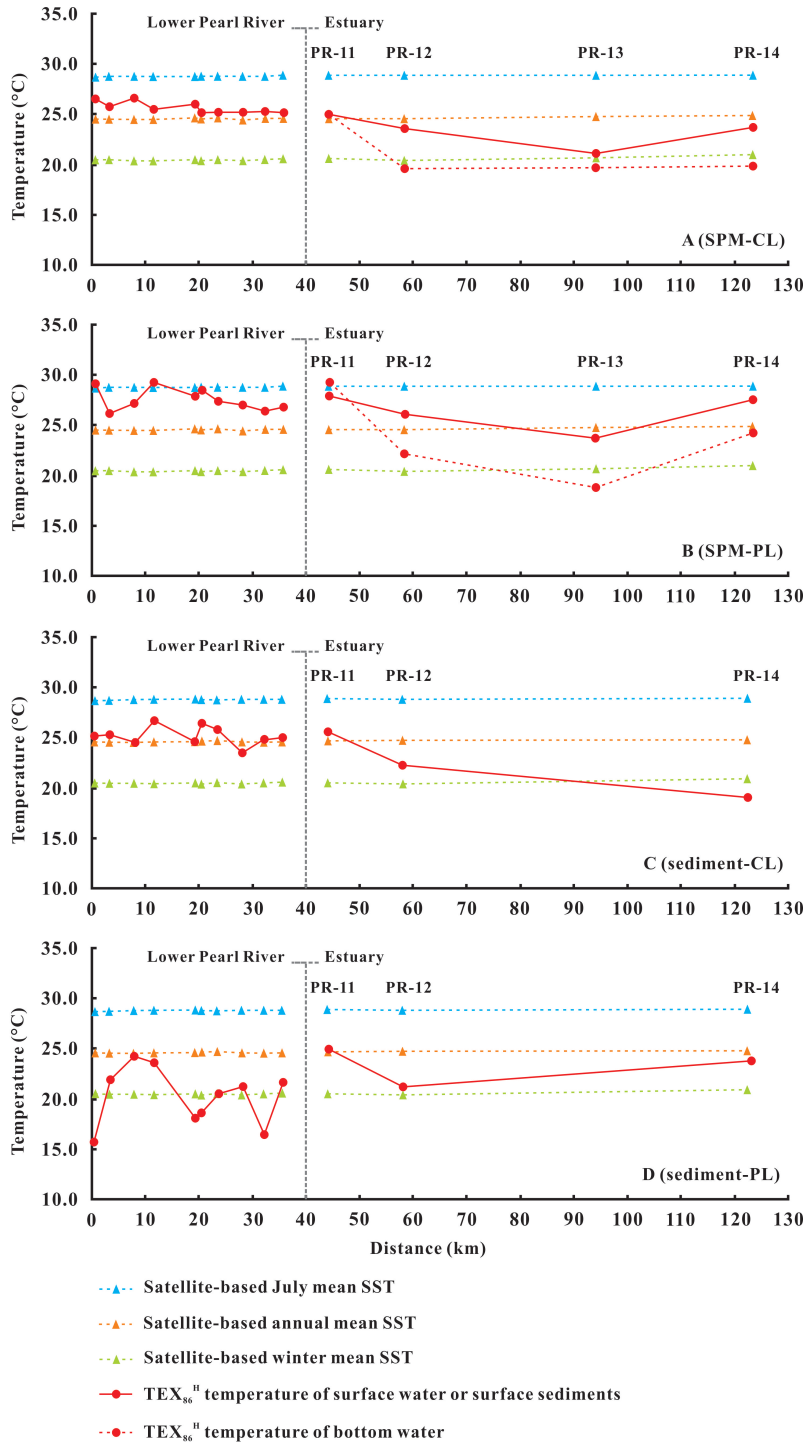 35.0
Lower Pearl River
Estuary
30.0
PR-11
PR-12
PR-13
PR-14
25.0
20.0
15.0
10.0
Temperature (°C)
A (SPM-CL)
0 10 20 30 40 50 60 70 80 90 100 110 120 130
35.0
Lower Pearl River
Estuary
30.0
PR-11
PR-12
PR-13
PR-14
25.0
20.0
15.0
10.0
Temperature (°C)
B (SPM-PL)
0 10 20 30 40 50 60 70 80 90 100 110 120 130
35.0
Lower Pearl River
Estuary
30.0
PR-11
PR-12
PR-14
25.0
20.0
15.0
10.0
Temperature (°C)
C (sediment-CL)
0 10 20 30 40 50 60 70 80 90 100 110 120 130
35.0
Lower Pearl River
Estuary
30.0
PR-11
PR-12
PR-14
25.0
20.0
15.0
10.0
Temperature (°C)
D (sediment-PL)
0 10 20 30 40 50 60 70 80 90 100 110 120 130
Distance (km)
Satellite-based July mean SST
Satellite-based annual mean SST
Satellite-based winter mean SST
TEX₈₆ᴴ temperature of surface water or surface sediments
TEX₈₆ᴴ temperature of bottom water